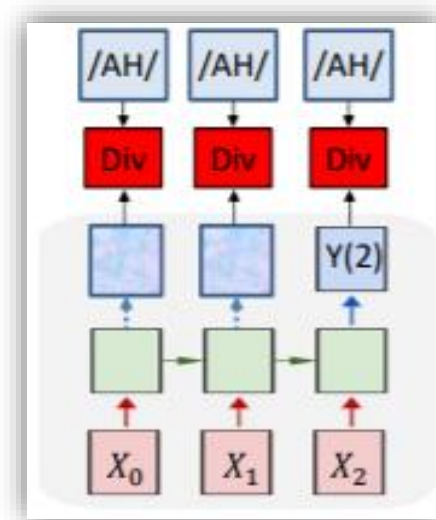 /AH/ /AH/ /AH/
Div Div Div
Y(2)
X₀ X₁ X₂